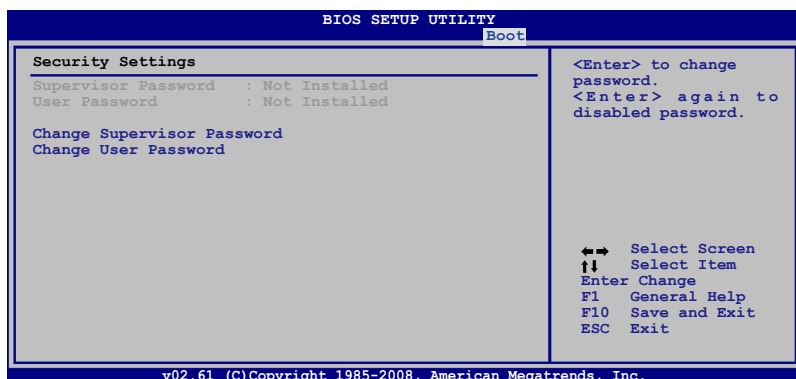 BIOS SETUP UTILITY
Boot
Security Settings
Supervisor Password : Not Installed
User Password : Not Installed
Change Supervisor Password
Change User Password
<Enter> to change
password.
<Enter> again to
disabled password.
←→ Select Screen
↑↓ Select Item
Enter Change
F1 General Help
F10 Save and Exit
ESC Exit
v02.61 (C)Copyright 1985-2008, American Megatrends, Inc.